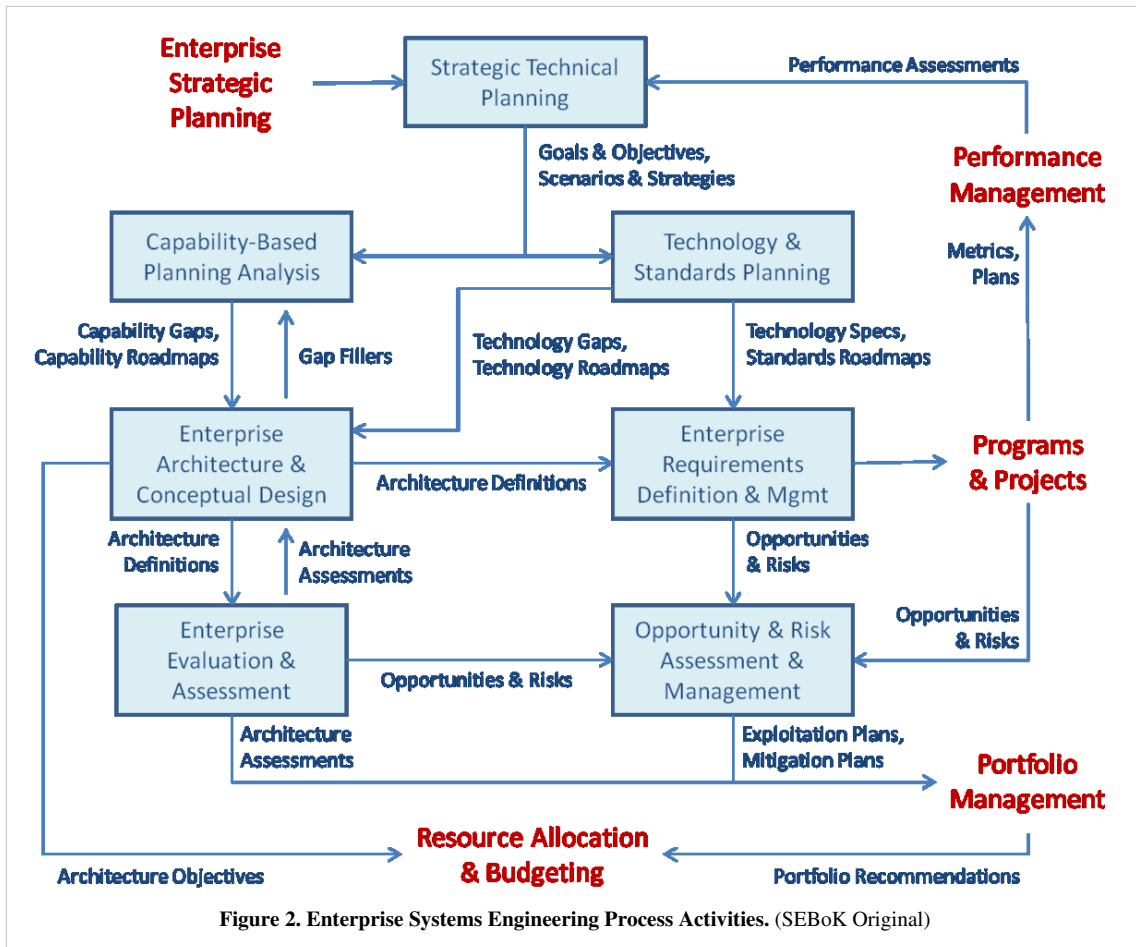 Enterprise
Strategic
Planning
Strategic Technical
Planning
Performance Assessments
Goals & Objectives,
Scenarios & Strategies
Performance
Management
Capability-Based
Planning Analysis
Technology &
Standards Planning
Metrics,
Plans
Capability Gaps,
Capability Roadmaps
Gap Fillers
Technology Gaps,
Technology Roadmaps
Technology Specs,
Standards Roadmaps
Enterprise
Architecture &
Conceptual Design
Architecture Definitions
Enterprise
Requirements
Definition & Mgmt
Programs
& Projects
Architecture
Definitions
Architecture
Assessments
Opportunities
& Risks
Enterprise
Evaluation &
Assessment
Opportunities & Risks
Opportunity & Risk
Assessment &
Management
Opportunities
& Risks
Architecture
Assessments
Exploitation Plans,
Mitigation Plans
Portfolio
Management
Resource Allocation
& Budgeting
Architecture Objectives
Portfolio Recommendations
Figure 2. Enterprise Systems Engineering Process Activities. (SEBoK Original)